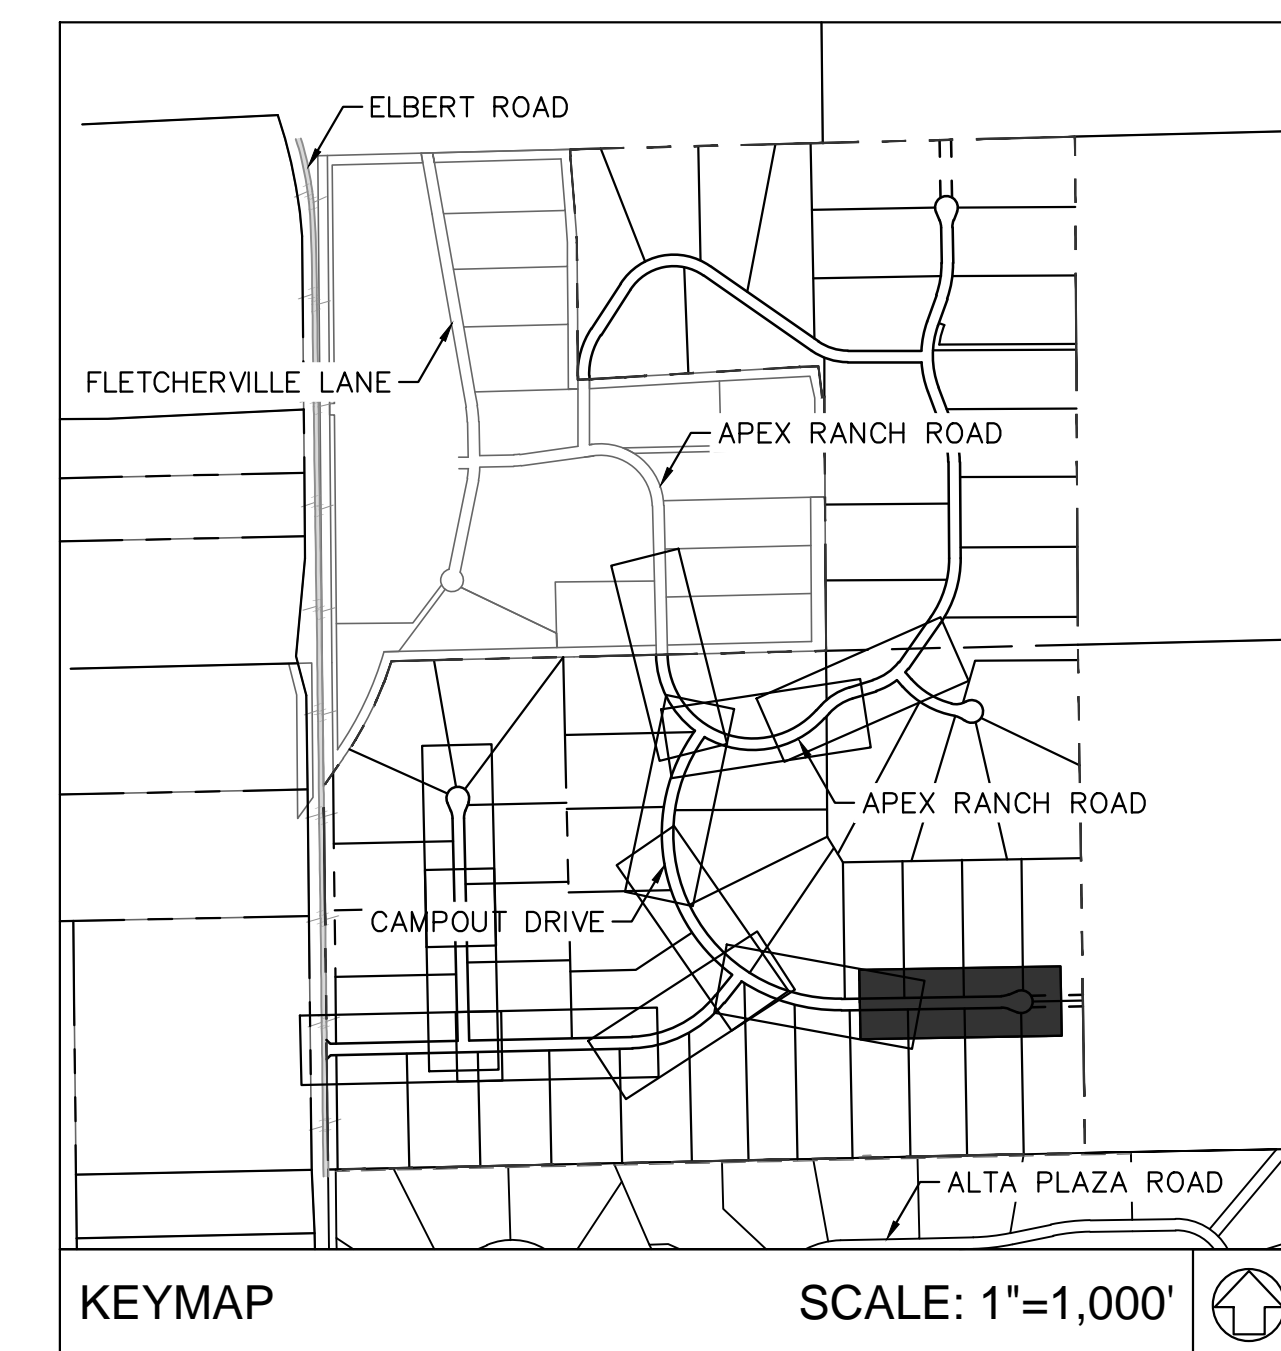 ELBERT ROAD
FLETCHERVILLE LANE
APEX RANCH ROAD
APEX RANCH ROAD
CAMPOUT DRIVE
ALTA PLAZA ROAD
KEYMAP
SCALE: 1"=1,000'